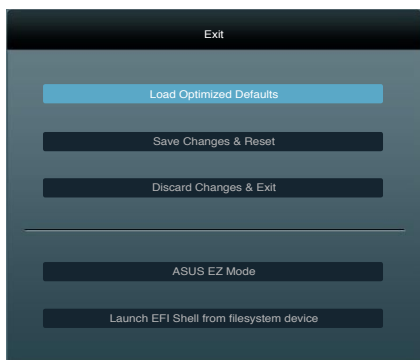 Exit
Load Optimized Defaults
Save Changes & Reset
Discard Changes & Exit
ASUS EZ Mode
Launch EFI Shell from filesystem device